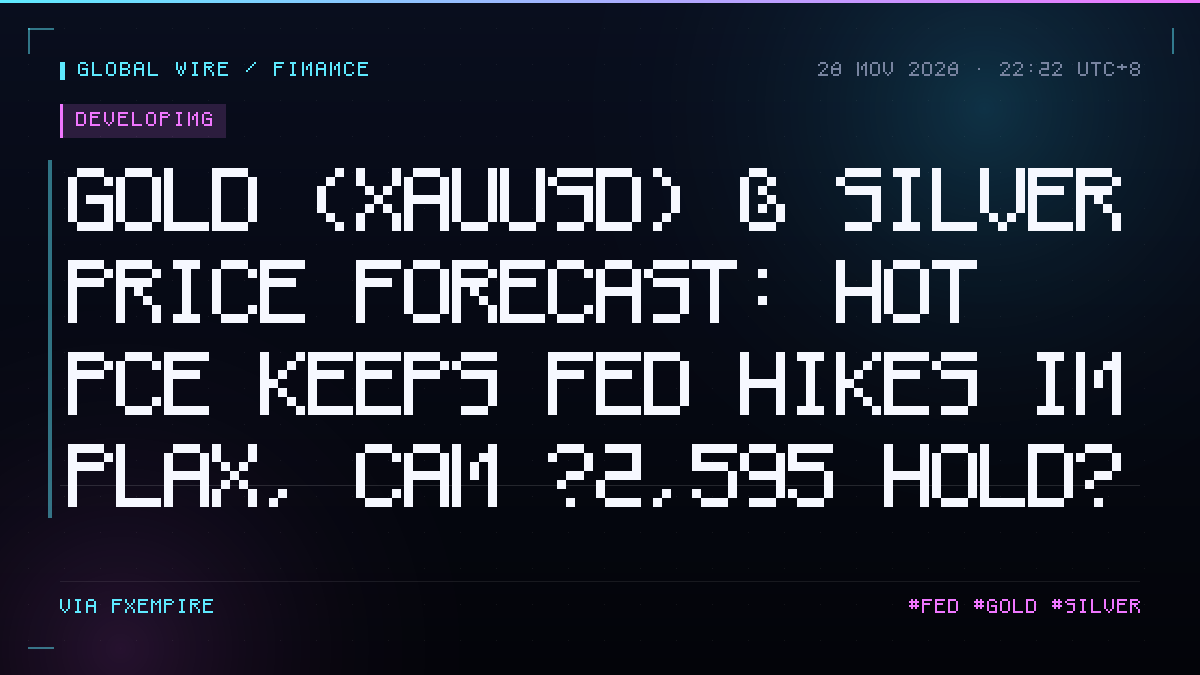 GLOBAL WIRE / FIMAMCE
20 MOV 2020 · 22:22 UTC+8
DEVELOPIMG
GOLD (XAUUSD) & SILVER
PRICE FORECAST: HOT
PCE KEEPS FED HIKES IM
PLAX, CAM ?2,595 HOLD?
VIA FXEMPIRE
#FED #GOLD #SILVER